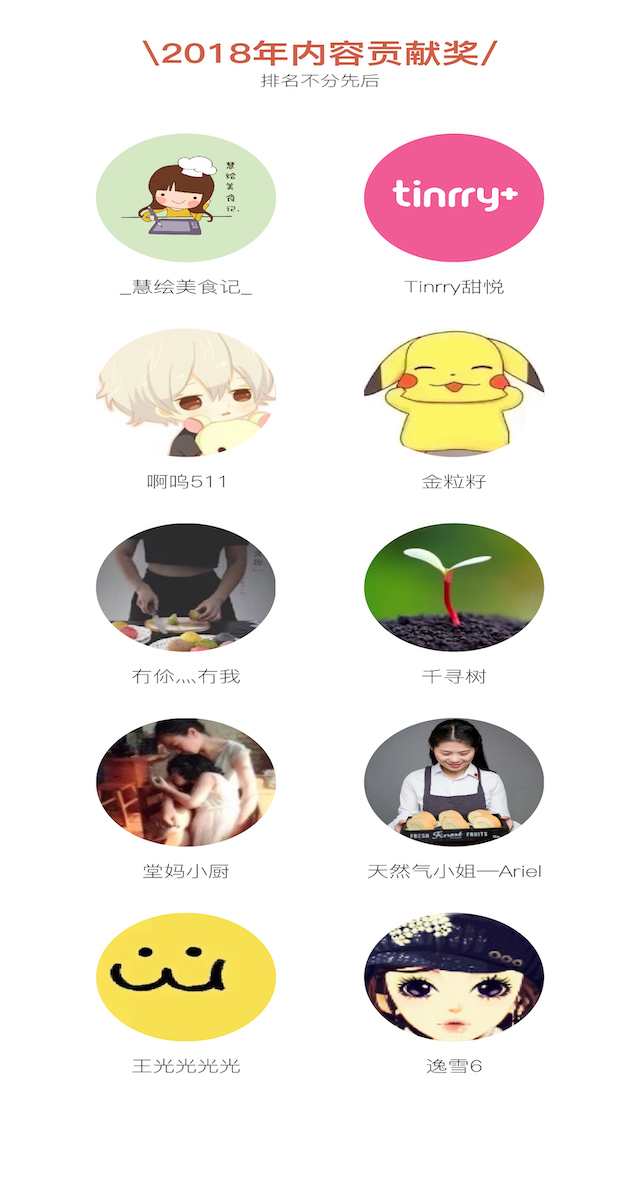 \2018年内容贡献奖/
排名不分先后
慧绘美食记、
tinrry+
_慧绘美食记_
Tinrry甜悦
啊呜511
金粒籽
冇伱灬冇我
千寻树
FRESH Finest FRUITS
堂妈小厨
天然气小姐—Ariel
王光光光光
逸雪6